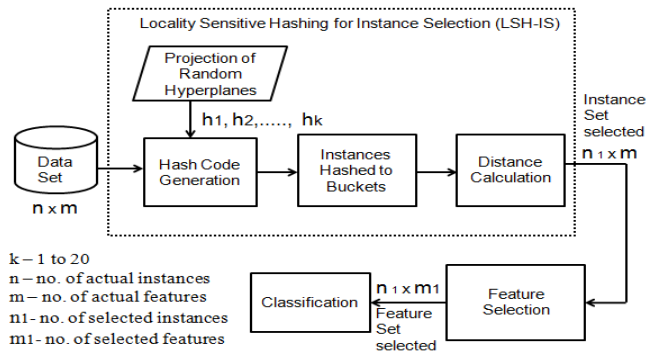 Locality Sensitive Hashing for Instance Selection (LSH-IS)
Projection of
Random
Hyperplanes
h1, h2,....., hk
Data
Set
n x m
Hash Code
Generation
Instances
Hashed to
Buckets
Distance
Calculation
Instance
Set
selected
n1 x m
k – 1 to 20
n – no. of actual instances
m – no. of actual features
n1- no. of selected instances
m1- no. of selected features
Classification
n1 x m1
Feature
Set
selected
Feature
Selection